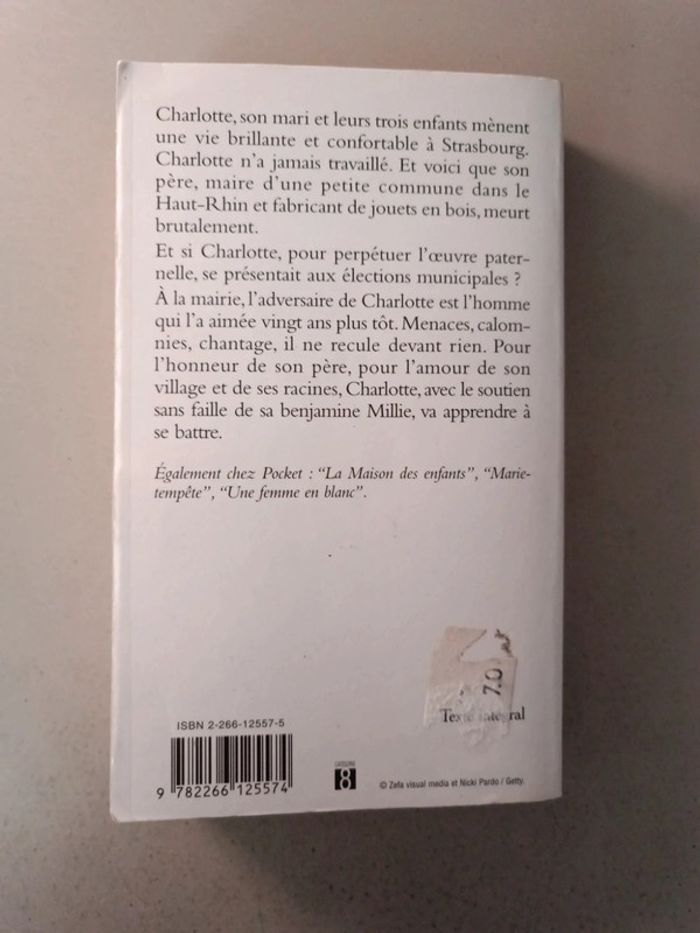 Charlotte, son mari et leurs trois enfants mènent
une vie brillante et confortable à Strasbourg.
Charlotte n'a jamais travaillé. Et voici que son
père, maire d'une petite commune dans le
Haut-Rhin et fabricant de jouets en bois, meurt
brutalement.
Et si Charlotte, pour perpétuer l'œuvre pater-
nelle, se présentait aux élections municipales ?
À la mairie, l'adversaire de Charlotte est l'homme
qui l'a aimée vingt ans plus tôt. Menaces, calom-
nies, chantage, il ne recule devant rien. Pour
l'honneur de son père, pour l'amour de son
village et de ses racines, Charlotte, avec le soutien
sans faille de sa benjamine Millie, va apprendre à
se battre.
Également chez Pocket : “La Maison des enfants”, “Marie-
tempête”, “Une femme en blanc”.
7.0
Texte intégral
ISBN 2-266-12557-5
9 782266 125574
CATÉGORIE
8
© Zefa visual media et Nicki Pardo / Getty.